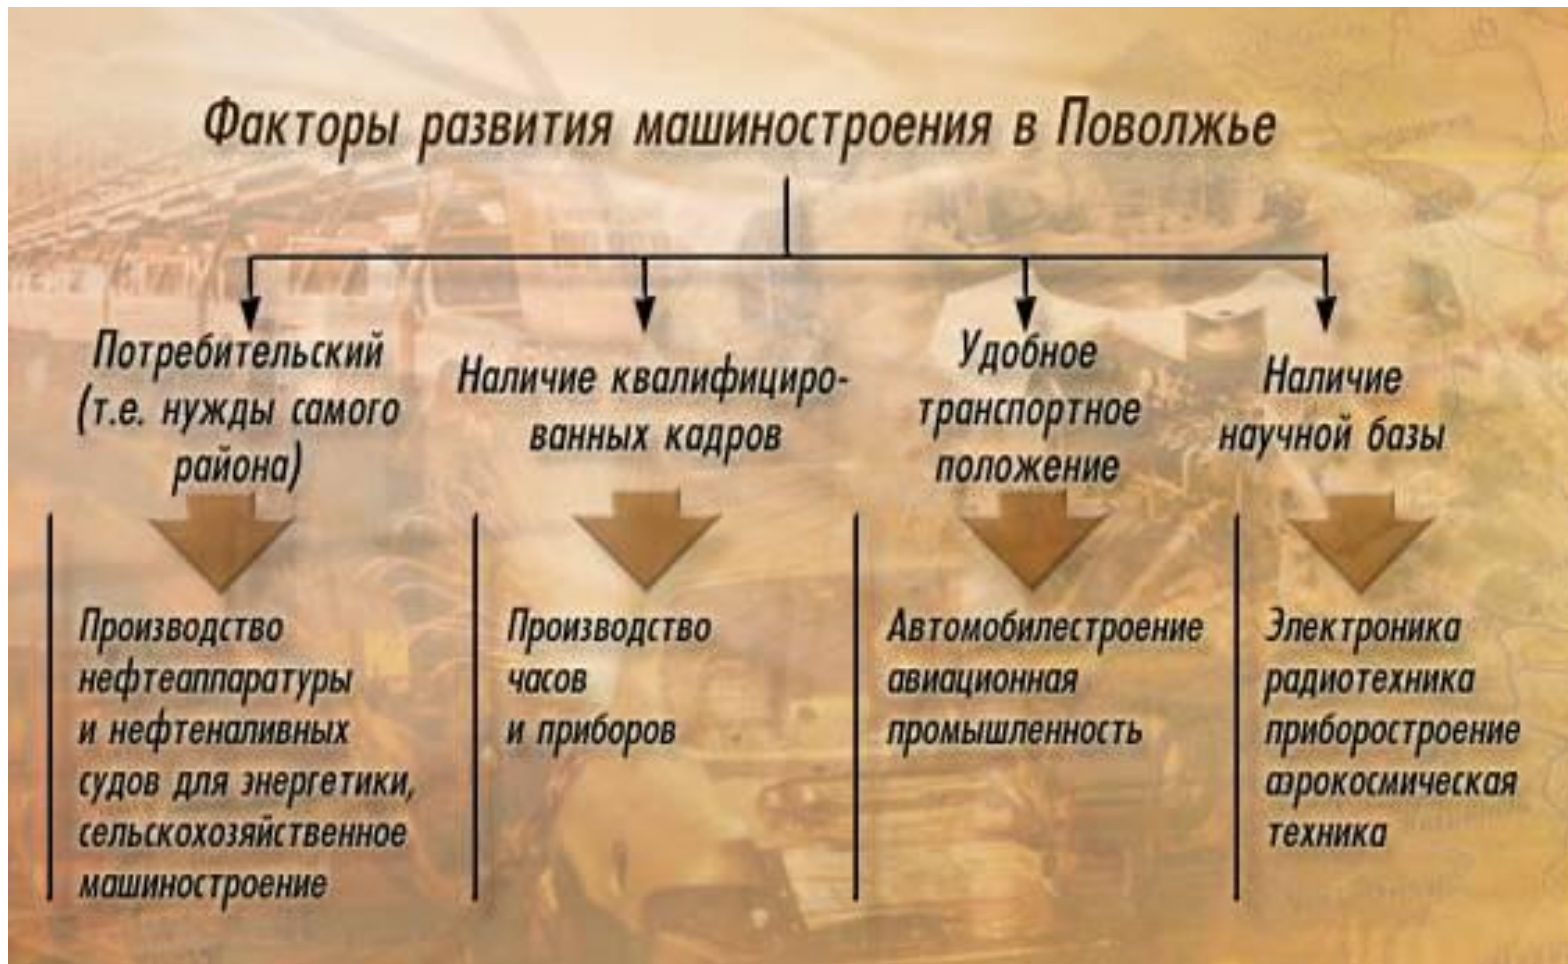 Факторы развития машиностроения в Поволжье
Потребительский
(т.е. нужды самого
района)
Наличие квалифициро-
ванных кадров
Удобное
транспортное
положение
Наличие
научной базы
Производство
нефтеаппаратуры
и нефтеналивных
судов для энергетики,
сельскохозяйственное
машиностроение
Производство
часов
и приборов
Автомобилестроение
авиационная
промышленность
Электроника
радиотехника
приборостроение
аэрокосмическая
техника